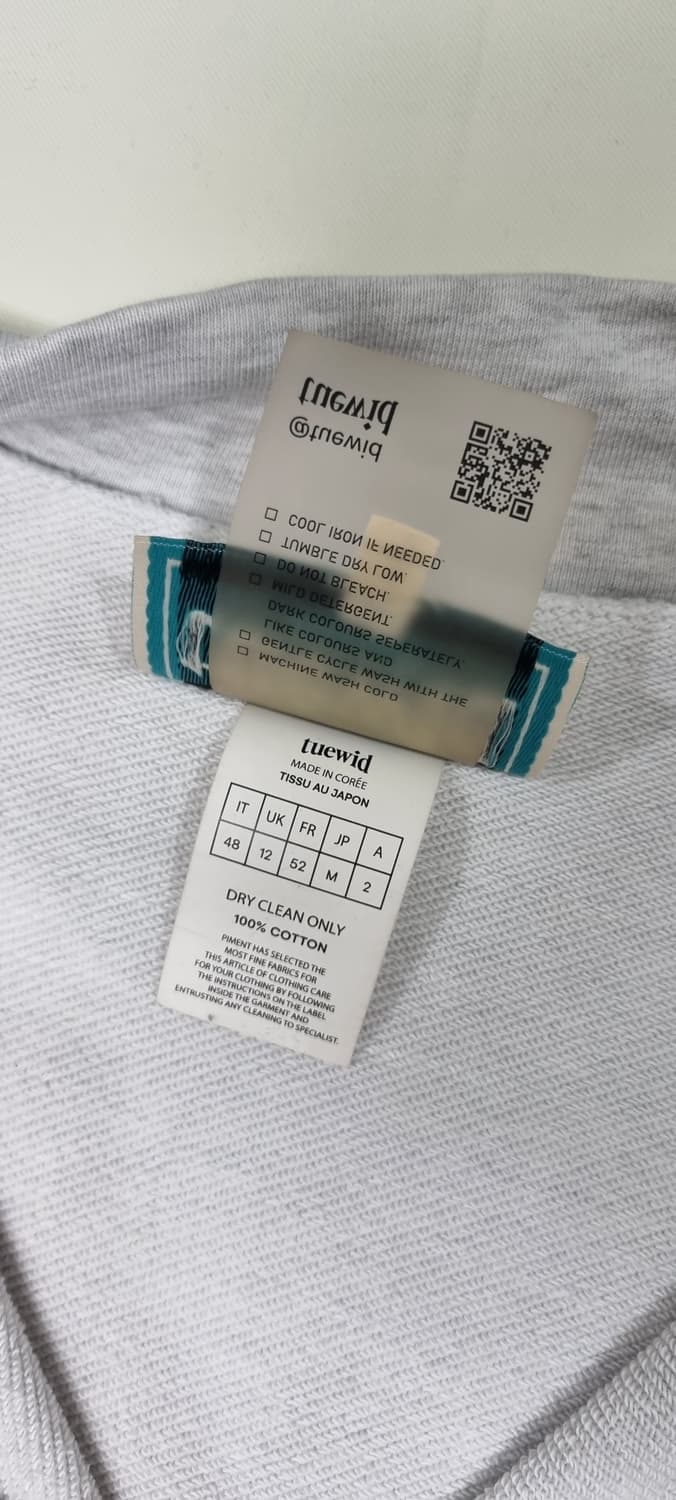 MACHINE WASH COLD
GENTLE CYCLE WASH WITH THE
LIKE COLOURS AND
DARK COLOURS SEPERATELY.
MILD DETERGENT.
DO NOT BLEACH.
TUMBLE DRY LOW.
COOL IRON IF NEEDED.
@tuewid
tuewid
tuewid
MADE IN CORÉE
TISSU AU JAPON
IT UK FR JP A
48 12 52 M 2
DRY CLEAN ONLY
100% COTTON
PIMENT HAS SELECTED THE
MOST FINE FABRICS FOR
THIS ARTICLE OF CLOTHING CARE
FOR YOUR CLOTHING BY FOLLOWING
THE INSTRUCTIONS ON THE LABEL
INSIDE THE GARMENT AND
ENTRUSTING ANY CLEANING TO SPECIALIST.